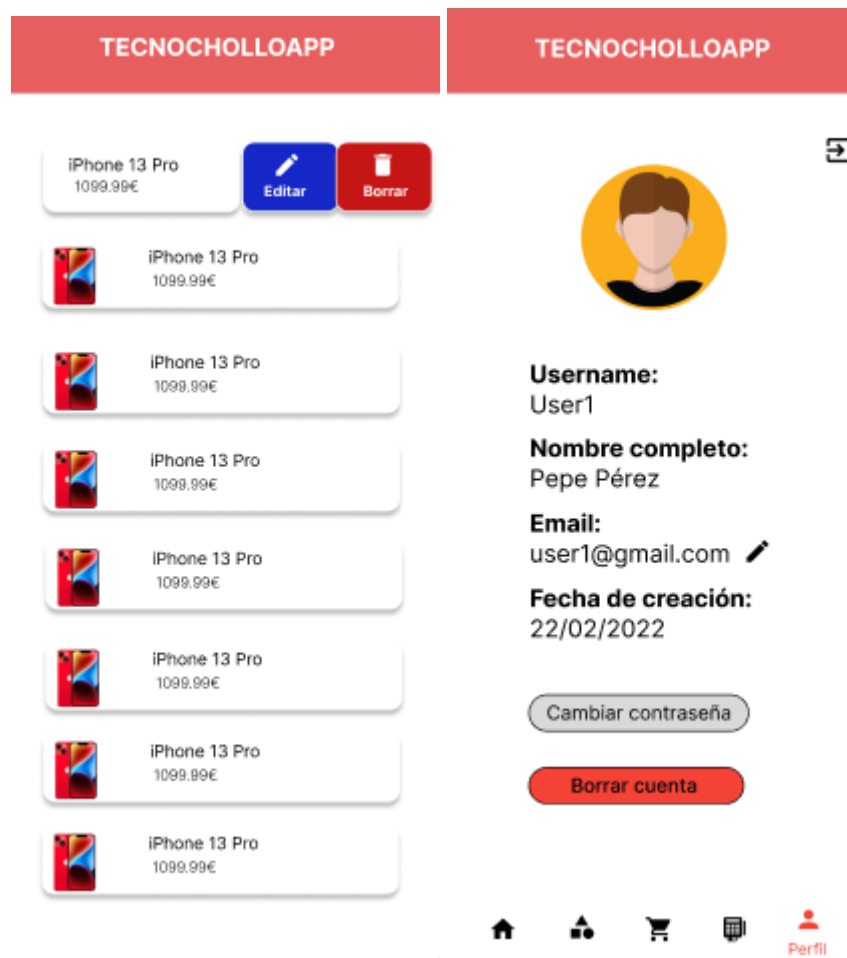 TECNOCHOLLOAPP
iPhone 13 Pro
1099.99€
Editar
Borrar
iPhone 13 Pro
1099.99€
iPhone 13 Pro
1099.99€
iPhone 13 Pro
1099.99€
iPhone 13 Pro
1099.99€
iPhone 13 Pro
1099.99€
iPhone 13 Pro
1099.99€
iPhone 13 Pro
1099.99€
TECNOCHOLLOAPP
Username:
User1
Nombre completo:
Pepe Pérez
Email:
user1@gmail.com
Fecha de creación:
22/02/2022
Cambiar contraseña
Borrar cuenta
Perfil